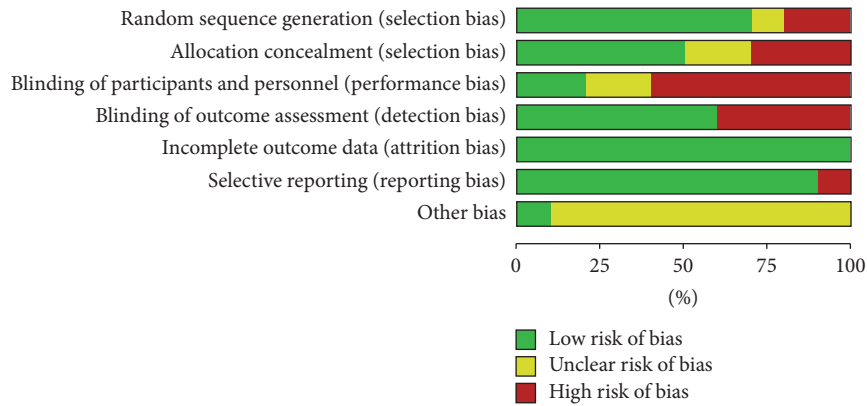 Random sequence generation (selection bias)
Allocation concealment (selection bias)
Blinding of participants and personnel (performance bias)
Blinding of outcome assessment (detection bias)
Incomplete outcome data (attrition bias)
Selective reporting (reporting bias)
Other bias
0 25 50 75 100
(%)
Low risk of bias
Unclear risk of bias
High risk of bias